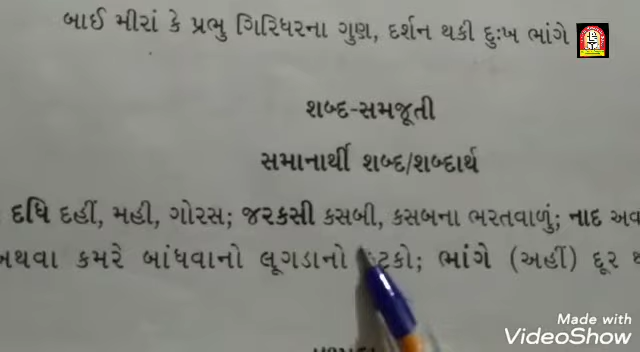 બાઈ મીરાં કે પ્રભુ ગિરિધરના ગુણ, દર્શન થકી દુઃખ ભાંગે
શબ્દ-સમજૂતી
સમાનાર્થી શબ્દ/શબ્દાર્થ
દધિ દહીં, મહી, ગોરસ; જરકસી કસબી, કસબના ભરતવાળું; નાદ
અથવા કમરે બાંધવાનો લૂગડાનો ભાંગે (અહીં) દૂર
Made with
VideoShow